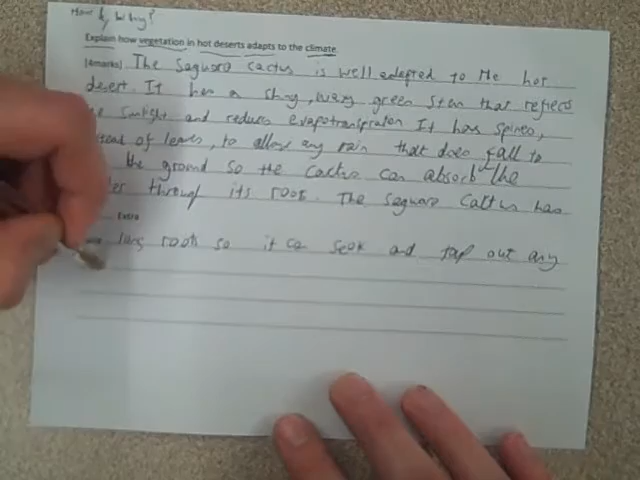 How & Why?
Explain how vegetation in hot deserts adapts to the climate.
[4marks] The Saguaro cactus is well adapted to the hot
desert. It has a shiny, waxy green stem that reflects
sunlight and reduces evapotranspiration It has spines,
of leaves, to allow any rain that does fall to
the ground so the cactus can absorb the
through its roots. The Saguaro Cactus has
Extra
long roots so it can seek and tap out any